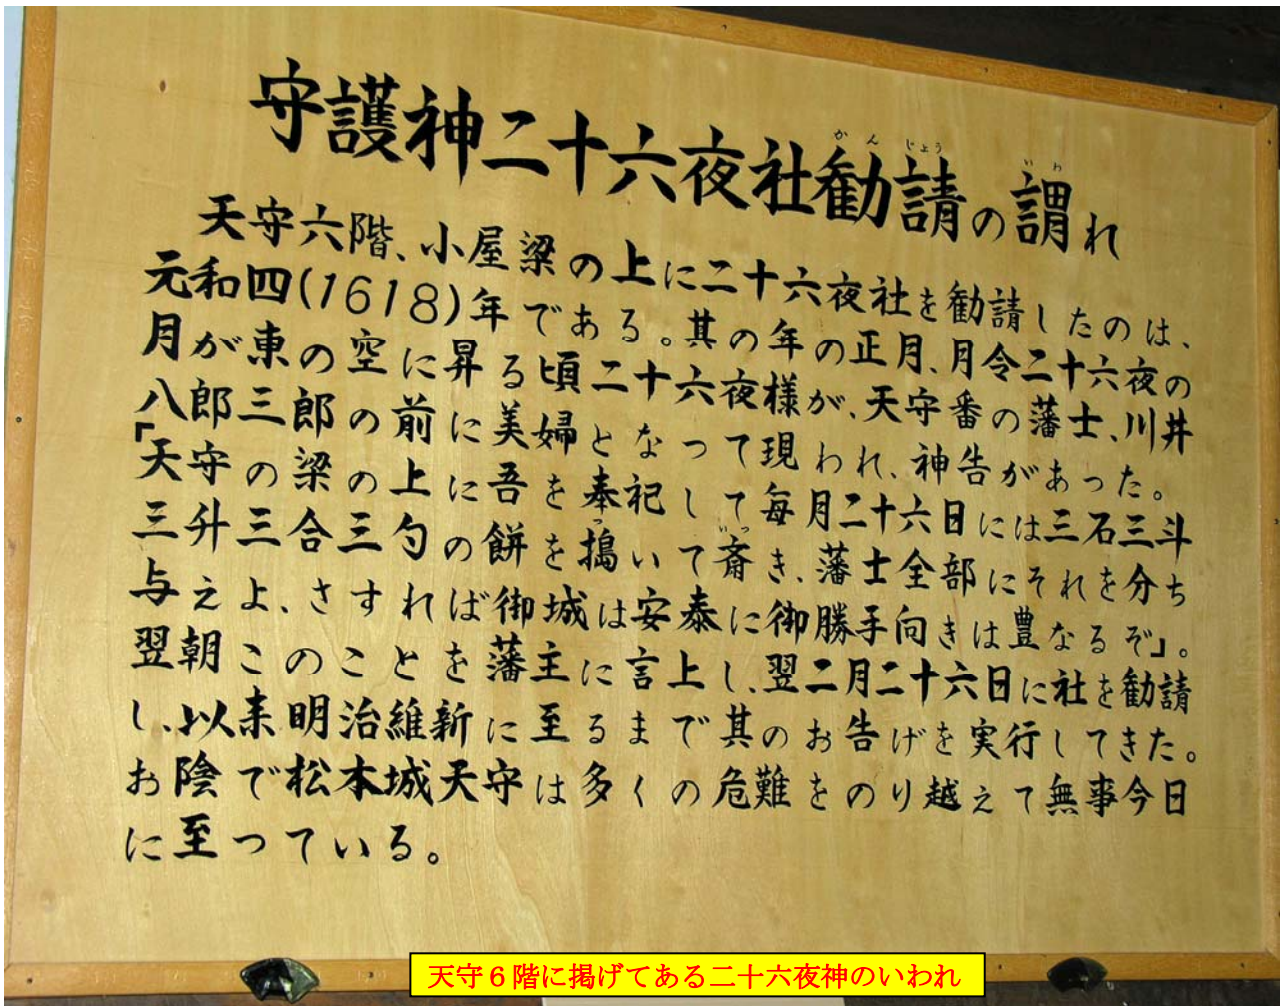 かんじょう いわ
守護神二十六夜社勧請の謂れ
天守六階、小屋梁の上に二十六夜社を勧請したのは、
元和四(1618)年である。其の年の正月、月令二十六夜の
月が東の空に昇る頃二十六夜様が、天守番の藩士、川井
八郎三郎の前に美婦となって現われ、神告があった。
「天守の梁の上に吾を奉祀して毎月二十六日には三石三斗
つ いつ
三升三合三勺の餅を搗いて斎き、藩士全部にそれを分ち
与えよ、さすれば御城は安泰に御勝手向きは豊なるぞ」。
翌朝このことを藩主に言上し、翌二月二十六日に社を勧請
し、以来明治維新に至るまで其のお告げを実行してきた。
お陰で松本城天守は多くの危難をのり越えて無事今日
に至っている。
天守6階に掲げてある二十六夜神のいわれ